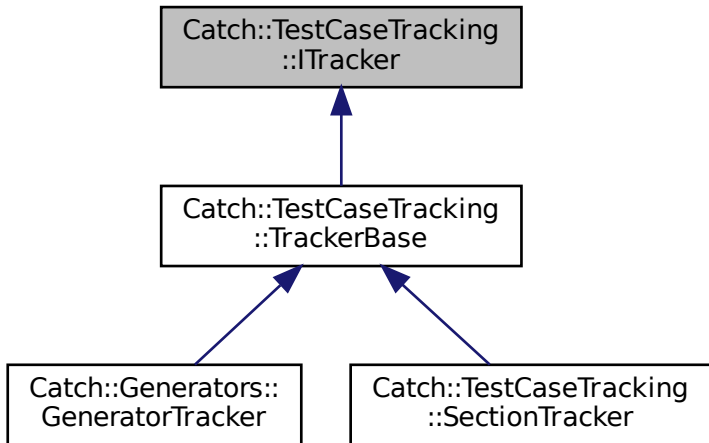 Catch::TestCaseTracking
::ITracker
Catch::TestCaseTracking
::TrackerBase
Catch::Generators::
GeneratorTracker
Catch::TestCaseTracking
::SectionTracker